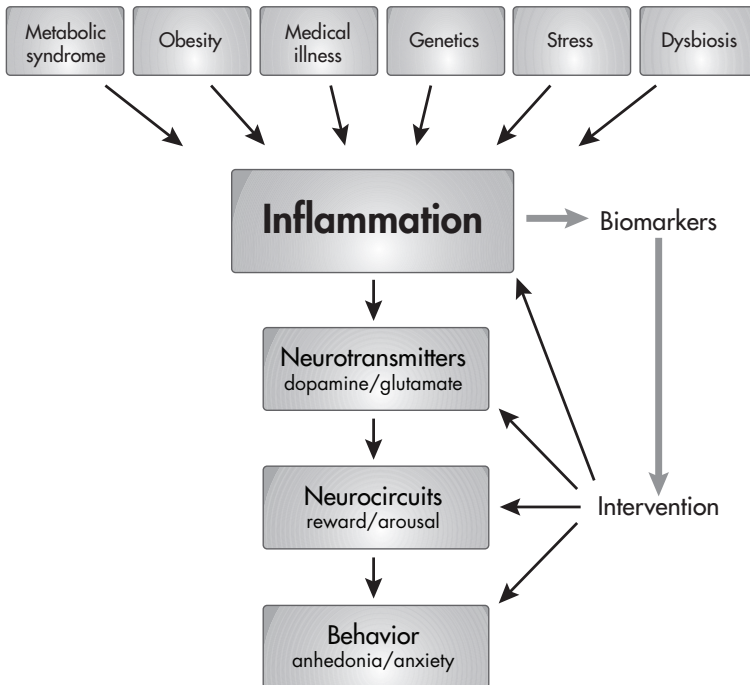 Metabolic
syndrome
Obesity
Medical
illness
Genetics
Stress
Dysbiosis
Inflammation
Biomarkers
Neurotransmitters
dopamine/glutamate
Neurocircuits
reward/arousal
Intervention
Behavior
anhedonia/anxiety